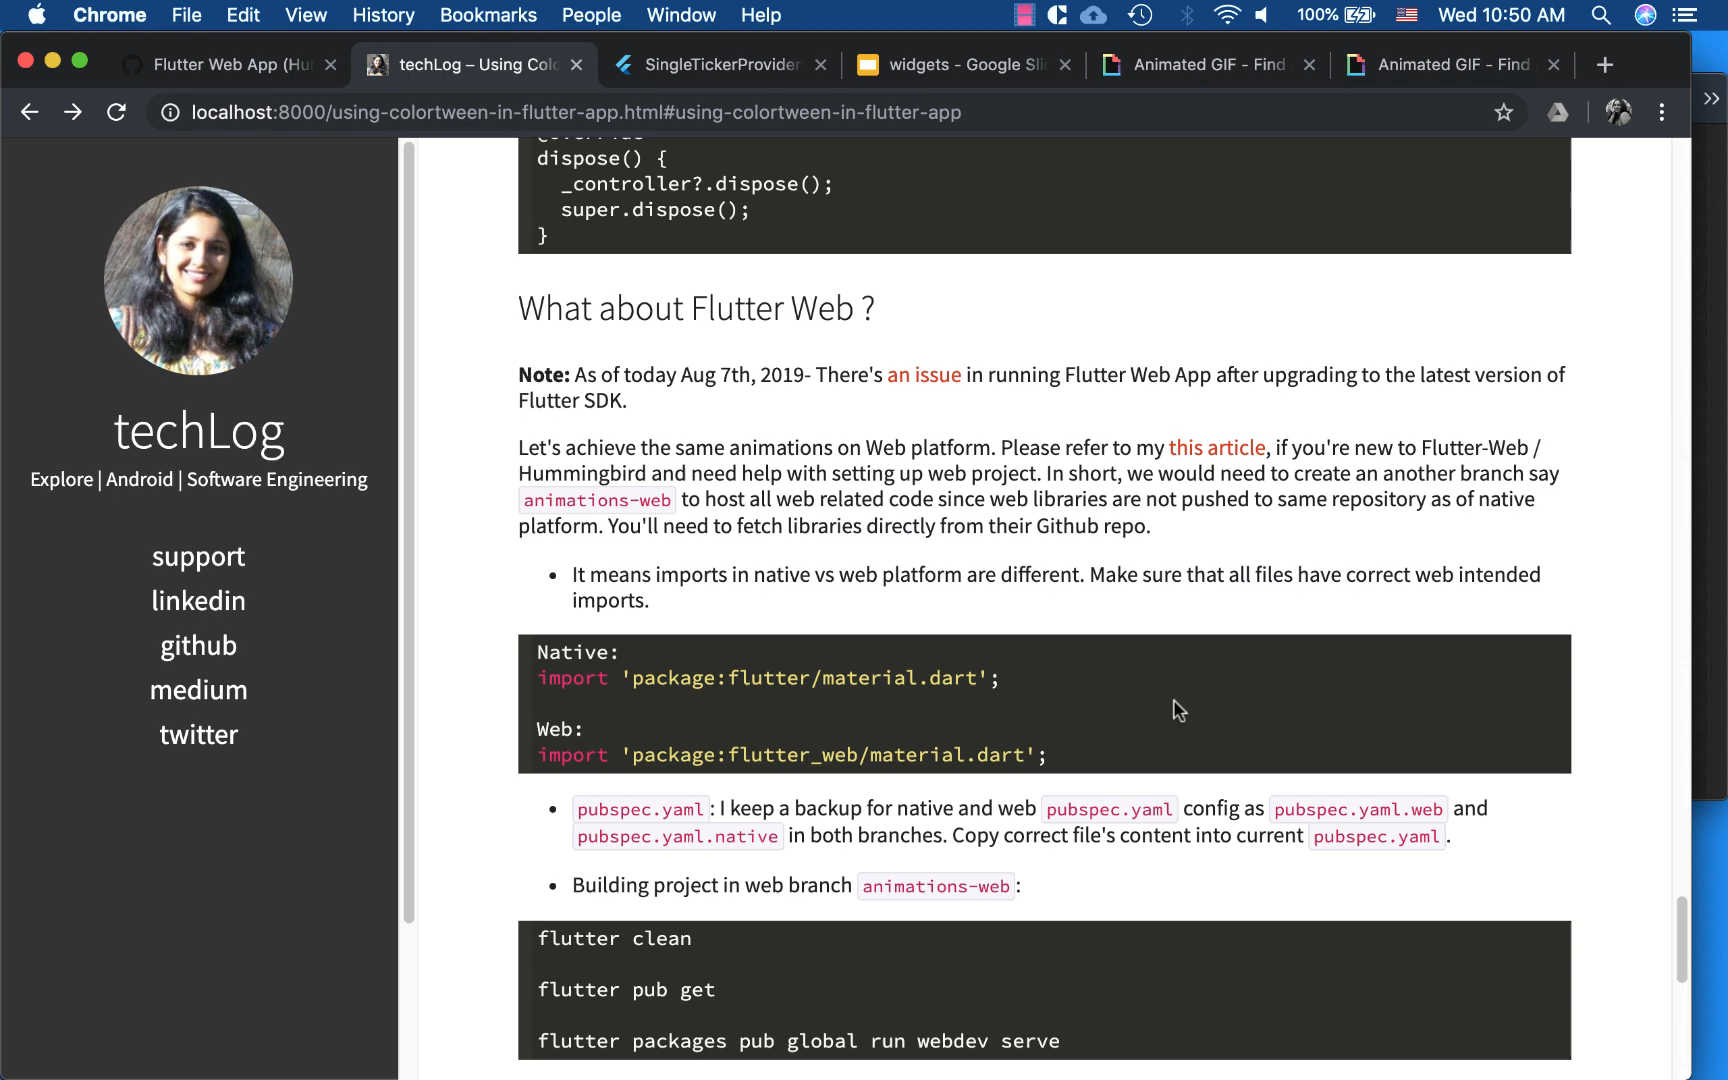 Chrome File Edit View History Bookmarks People Window Help 100% Wed 10:50 AM
Flutter Web App (Hu
techLog – Using Colo
SingleTickerProvider
widgets - Google Slid
Animated GIF - Find
Animated GIF - Find
localhost:8000/using-colortween-in-flutter-app.html#using-colortween-in-flutter-app
techLog
Explore | Android | Software Engineering
support
linkedin
github
medium
twitter
dispose() {
_controller?.dispose();
super.dispose();
}
What about Flutter Web ?
Note: As of today Aug 7th, 2019- There's an issue in running Flutter Web App after upgrading to the latest version of
Flutter SDK.
Let's achieve the same animations on Web platform. Please refer to my this article, if you're new to Flutter-Web /
Hummingbird and need help with setting up web project. In short, we would need to create an another branch say
animations-web to host all web related code since web libraries are not pushed to same repository as of native
platform. You'll need to fetch libraries directly from their Github repo.
• It means imports in native vs web platform are different. Make sure that all files have correct web intended
imports.
Native:
import 'package:flutter/material.dart';
Web:
import 'package:flutter_web/material.dart';
• pubspec.yaml: I keep a backup for native and web pubspec.yaml config as pubspec.yaml.web and
pubspec.yaml.native in both branches. Copy correct file's content into current pubspec.yaml.
• Building project in web branch animations-web:
flutter clean
flutter pub get
flutter packages pub global run webdev serve